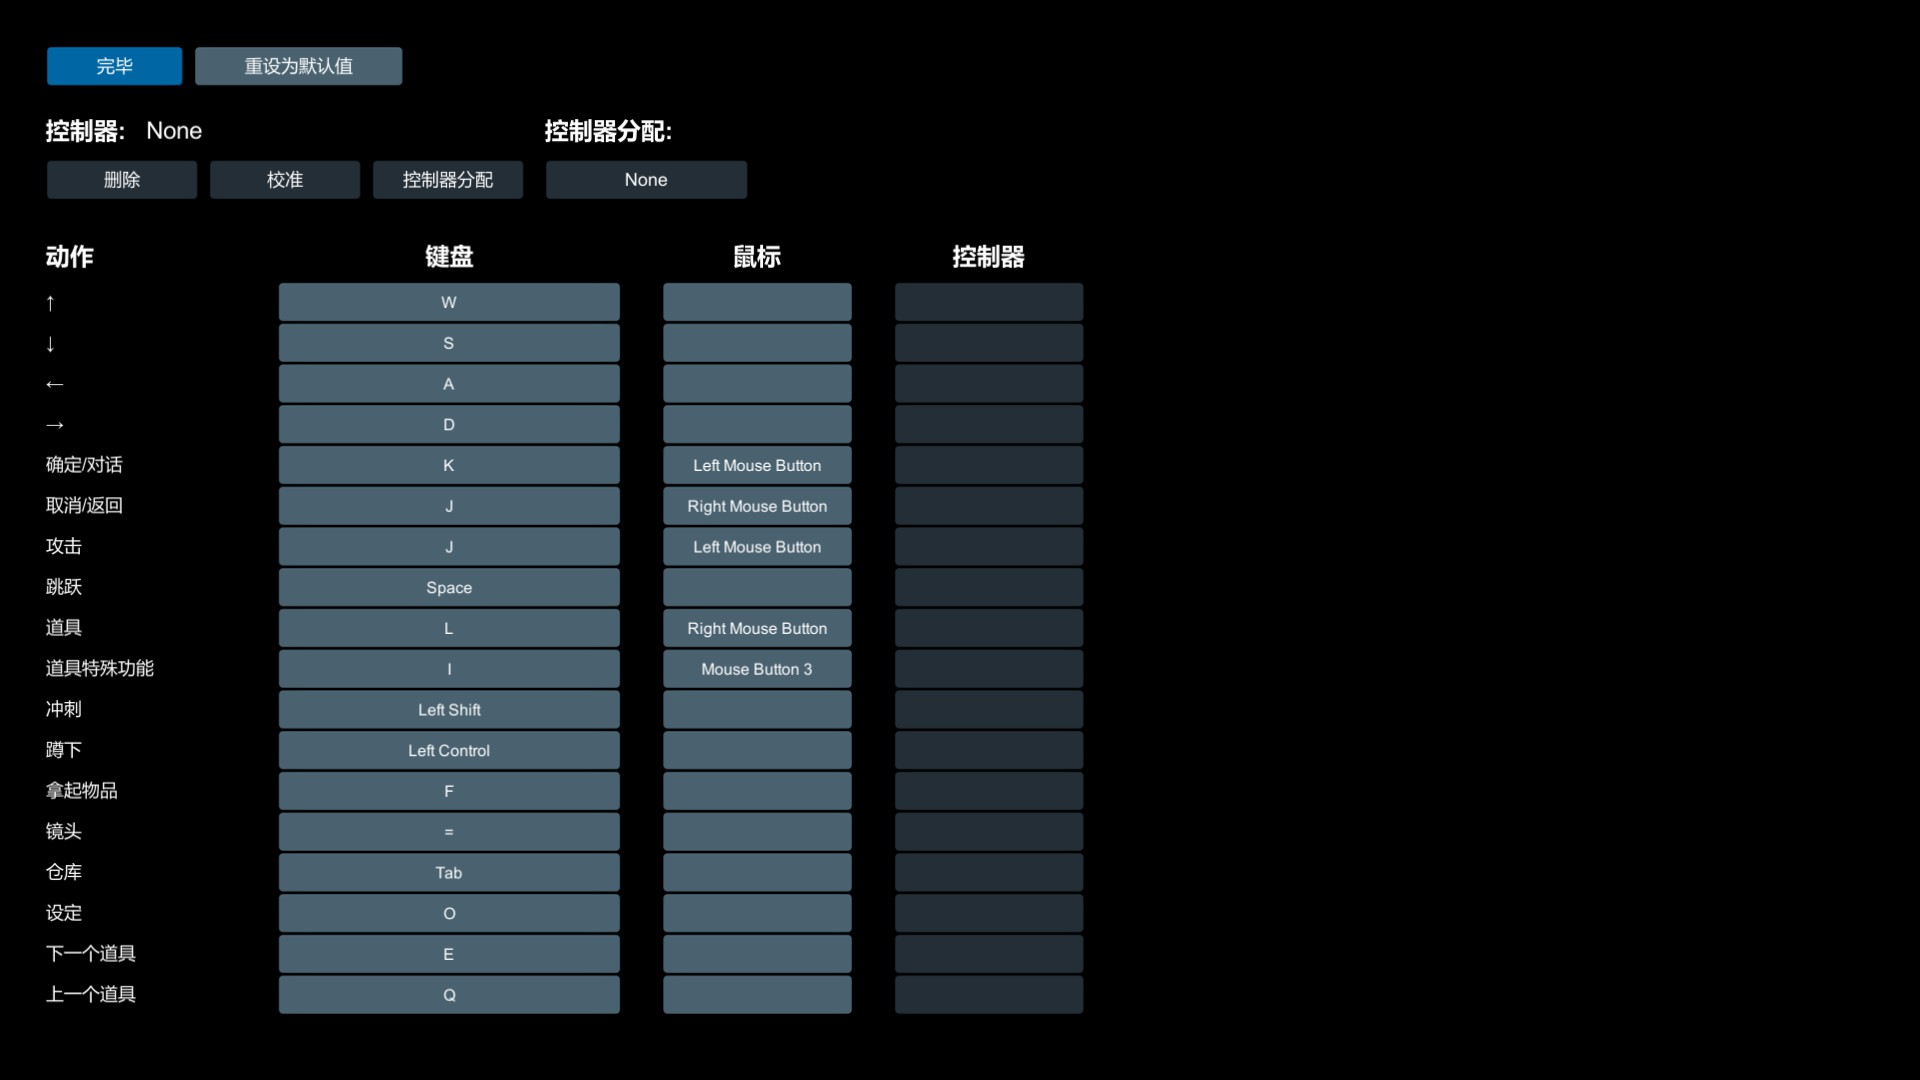 完毕 重设为默认值
控制器: None 控制器分配:
删除 校准 控制器分配 None
动作 键盘 鼠标 控制器
↑ W
↓ S
← A
→ D
确定/对话 K Left Mouse Button
取消/返回 J Right Mouse Button
攻击 J Left Mouse Button
跳跃 Space
道具 L Right Mouse Button
道具特殊功能 I Mouse Button 3
冲刺 Left Shift
蹲下 Left Control
拿起物品 F
镜头 =
仓库 Tab
设定 O
下一个道具 E
上一个道具 Q